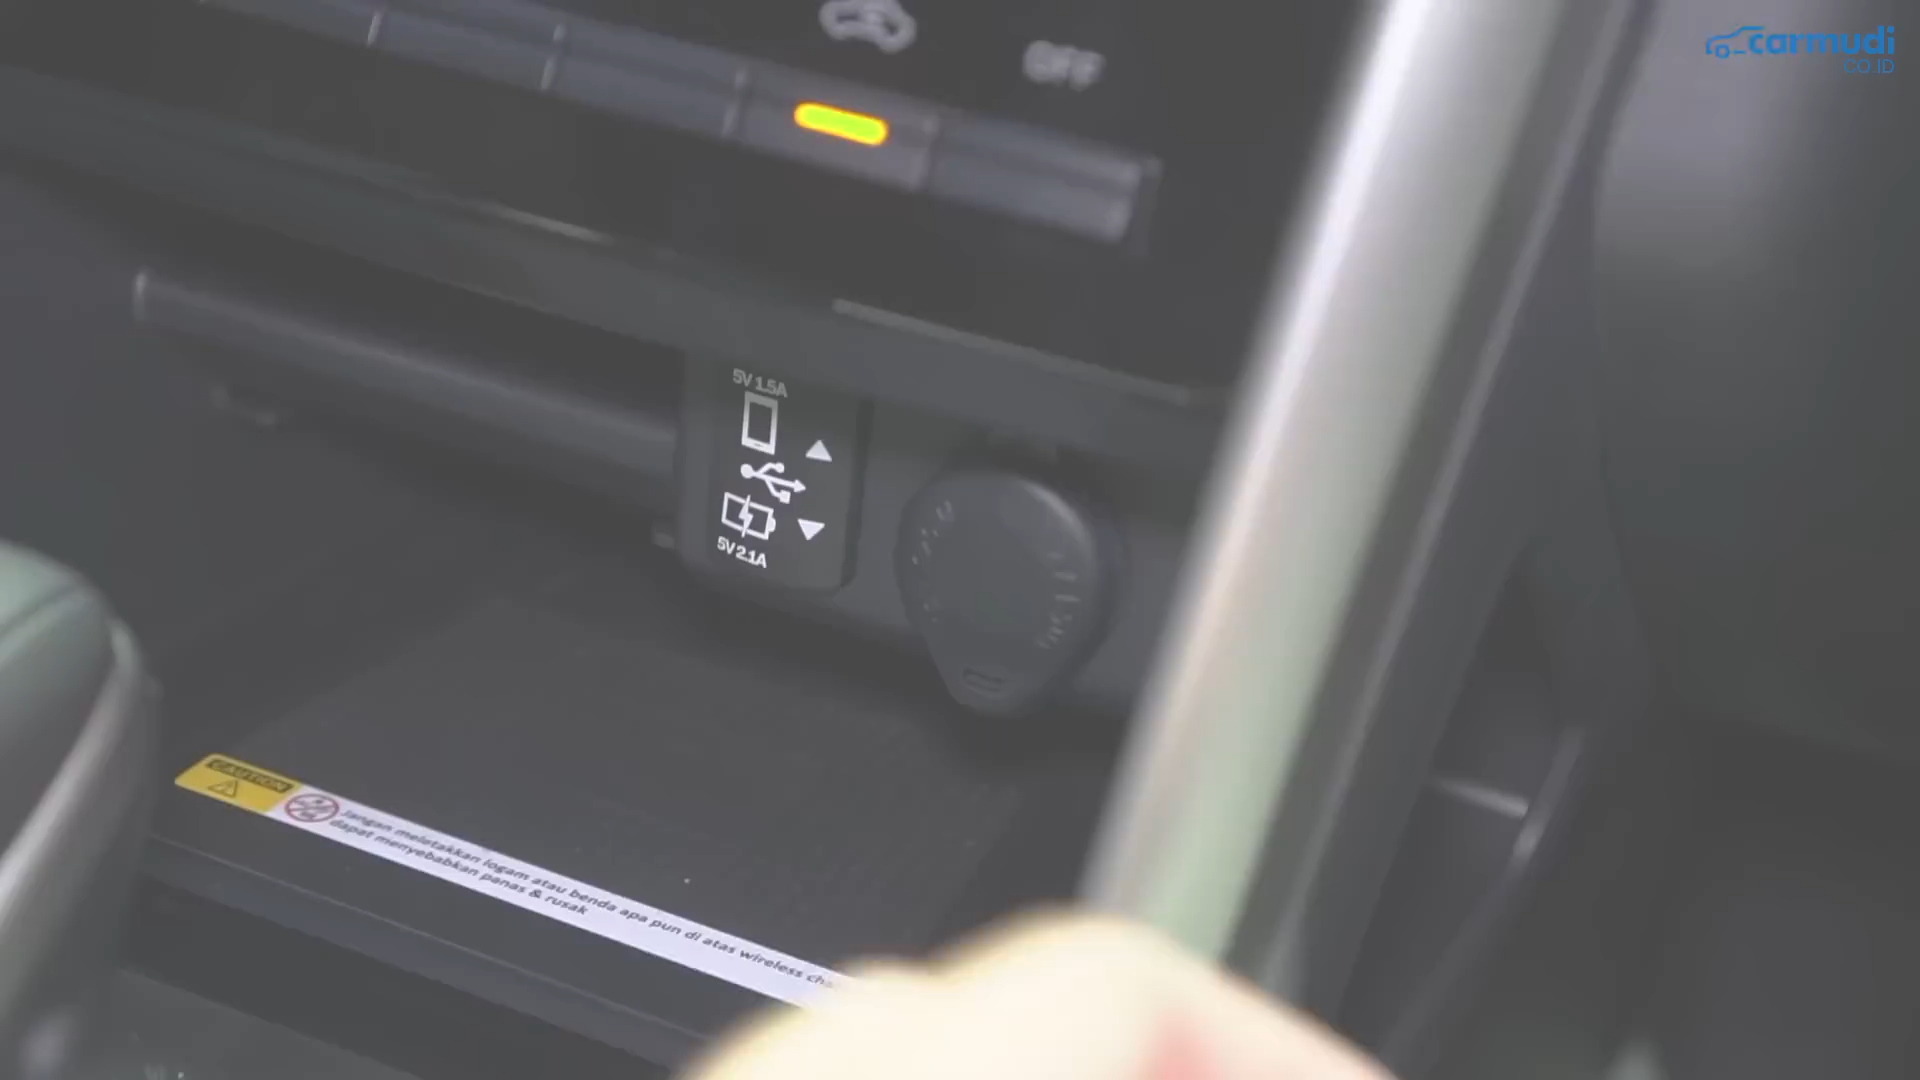 carmudi
CO.ID
OFF
5V 1.5A
5V 2.1A
CAUTION
Jangan meletakkan logam atau benda apa pun di atas wireless
dapat menyebabkan panas & rusak